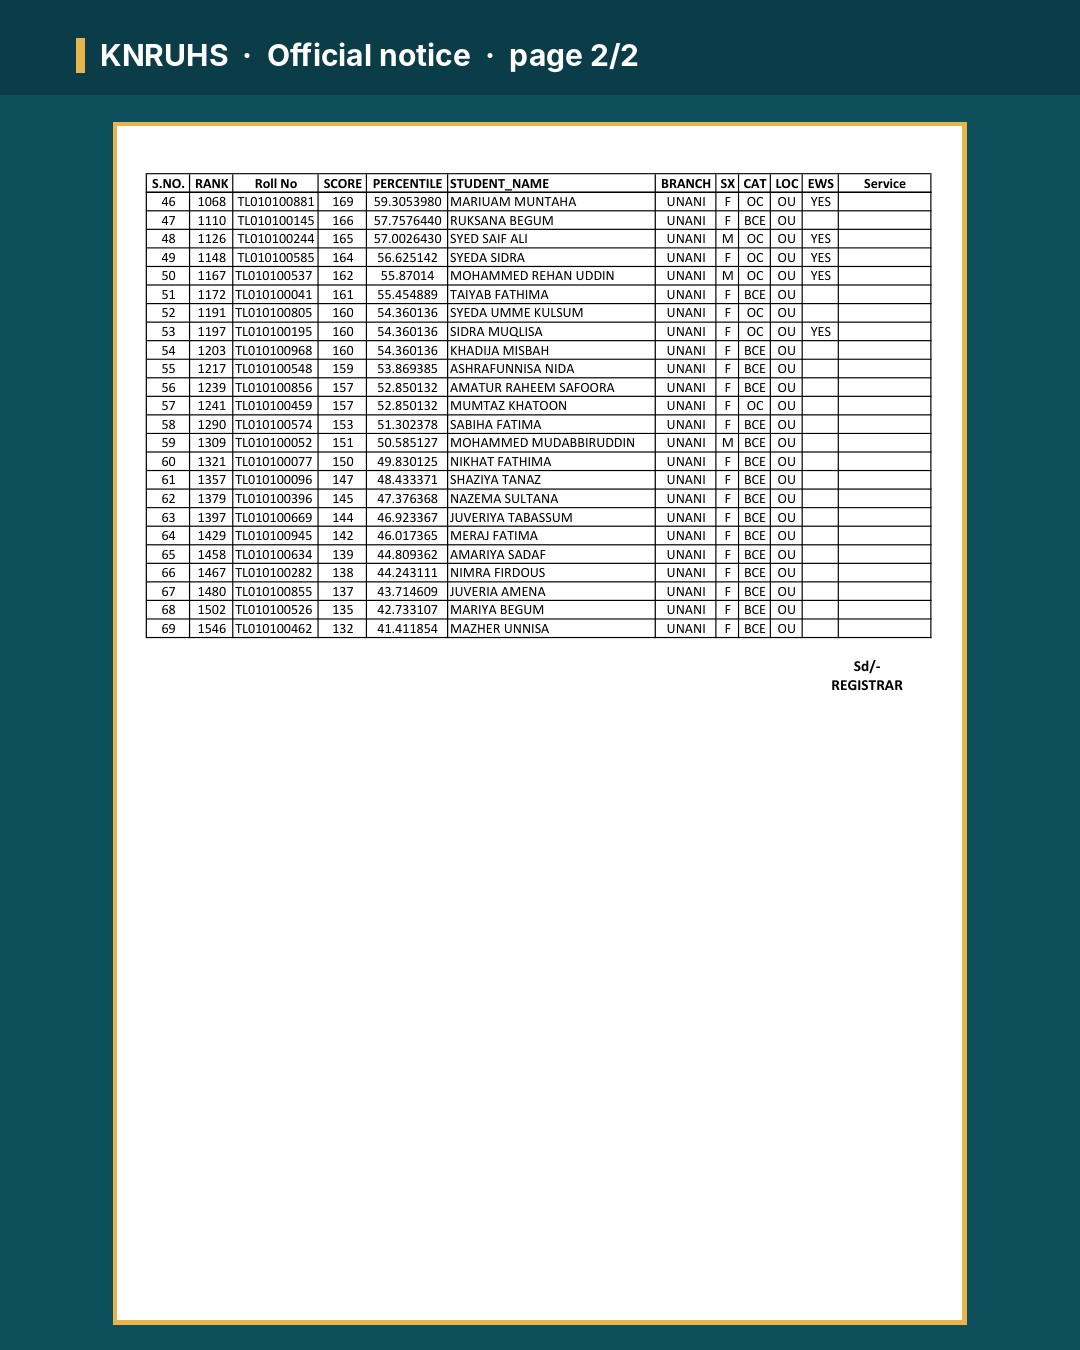 KNRUHS · Official notice · page 2/2
S.NO. RANK Roll No SCORE PERCENTILE STUDENT_NAME BRANCH SX CAT LOC EWS Service
46 1068 TL010100881 169 59.3053980 MARIUAM MUNTAHA UNANI F OC OU YES
47 1110 TL010100145 166 57.7576440 RUKSANA BEGUM UNANI F BCE OU
48 1126 TL010100244 165 57.0026430 SYED SAIF ALI UNANI M OC OU YES
49 1148 TL010100585 164 56.625142 SYEDA SIDRA UNANI F OC OU YES
50 1167 TL010100537 162 55.87014 MOHAMMED REHAN UDDIN UNANI M OC OU YES
51 1172 TL010100041 161 55.454889 TAIYAB FATHIMA UNANI F BCE OU
52 1191 TL010100805 160 54.360136 SYEDA UMME KULSUM UNANI F OC OU
53 1197 TL010100195 160 54.360136 SIDRA MUQLISA UNANI F OC OU YES
54 1203 TL010100968 160 54.360136 KHADIJA MISBAH UNANI F BCE OU
55 1217 TL010100548 159 53.869385 ASHRAFUNNISA NIDA UNANI F BCE OU
56 1239 TL010100856 157 52.850132 AMATUR RAHEEM SAFOORA UNANI F BCE OU
57 1241 TL010100459 157 52.850132 MUMTAZ KHATOON UNANI F OC OU
58 1290 TL010100574 153 51.302378 SABIHA FATIMA UNANI F BCE OU
59 1309 TL010100052 151 50.585127 MOHAMMED MUDABBIRUDDIN UNANI M BCE OU
60 1321 TL010100077 150 49.830125 NIKHAT FATHIMA UNANI F BCE OU
61 1357 TL010100096 147 48.433371 SHAZIYA TANAZ UNANI F BCE OU
62 1379 TL010100396 145 47.376368 NAZEMA SULTANA UNANI F BCE OU
63 1397 TL010100669 144 46.923367 JUVERIYA TABASSUM UNANI F BCE OU
64 1429 TL010100945 142 46.017365 MERAJ FATIMA UNANI F BCE OU
65 1458 TL010100634 139 44.809362 AMARIYA SADAF UNANI F BCE OU
66 1467 TL010100282 138 44.243111 NIMRA FIRDOUS UNANI F BCE OU
67 1480 TL010100855 137 43.714609 JUVERIA AMENA UNANI F BCE OU
68 1502 TL010100526 135 42.733107 MARIYA BEGUM UNANI F BCE OU
69 1546 TL010100462 132 41.411854 MAZHER UNNISA UNANI F BCE OU
Sd/-
REGISTRAR